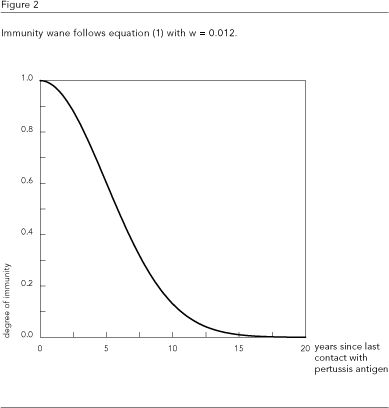 Figure 2
Immunity wane follows equation (1) with w = 0.012.
1.0
0.8
0.6
0.4
0.2
0.0
degree of immunity
0 5 10 15 20
years since last
contact with
pertussis antigen